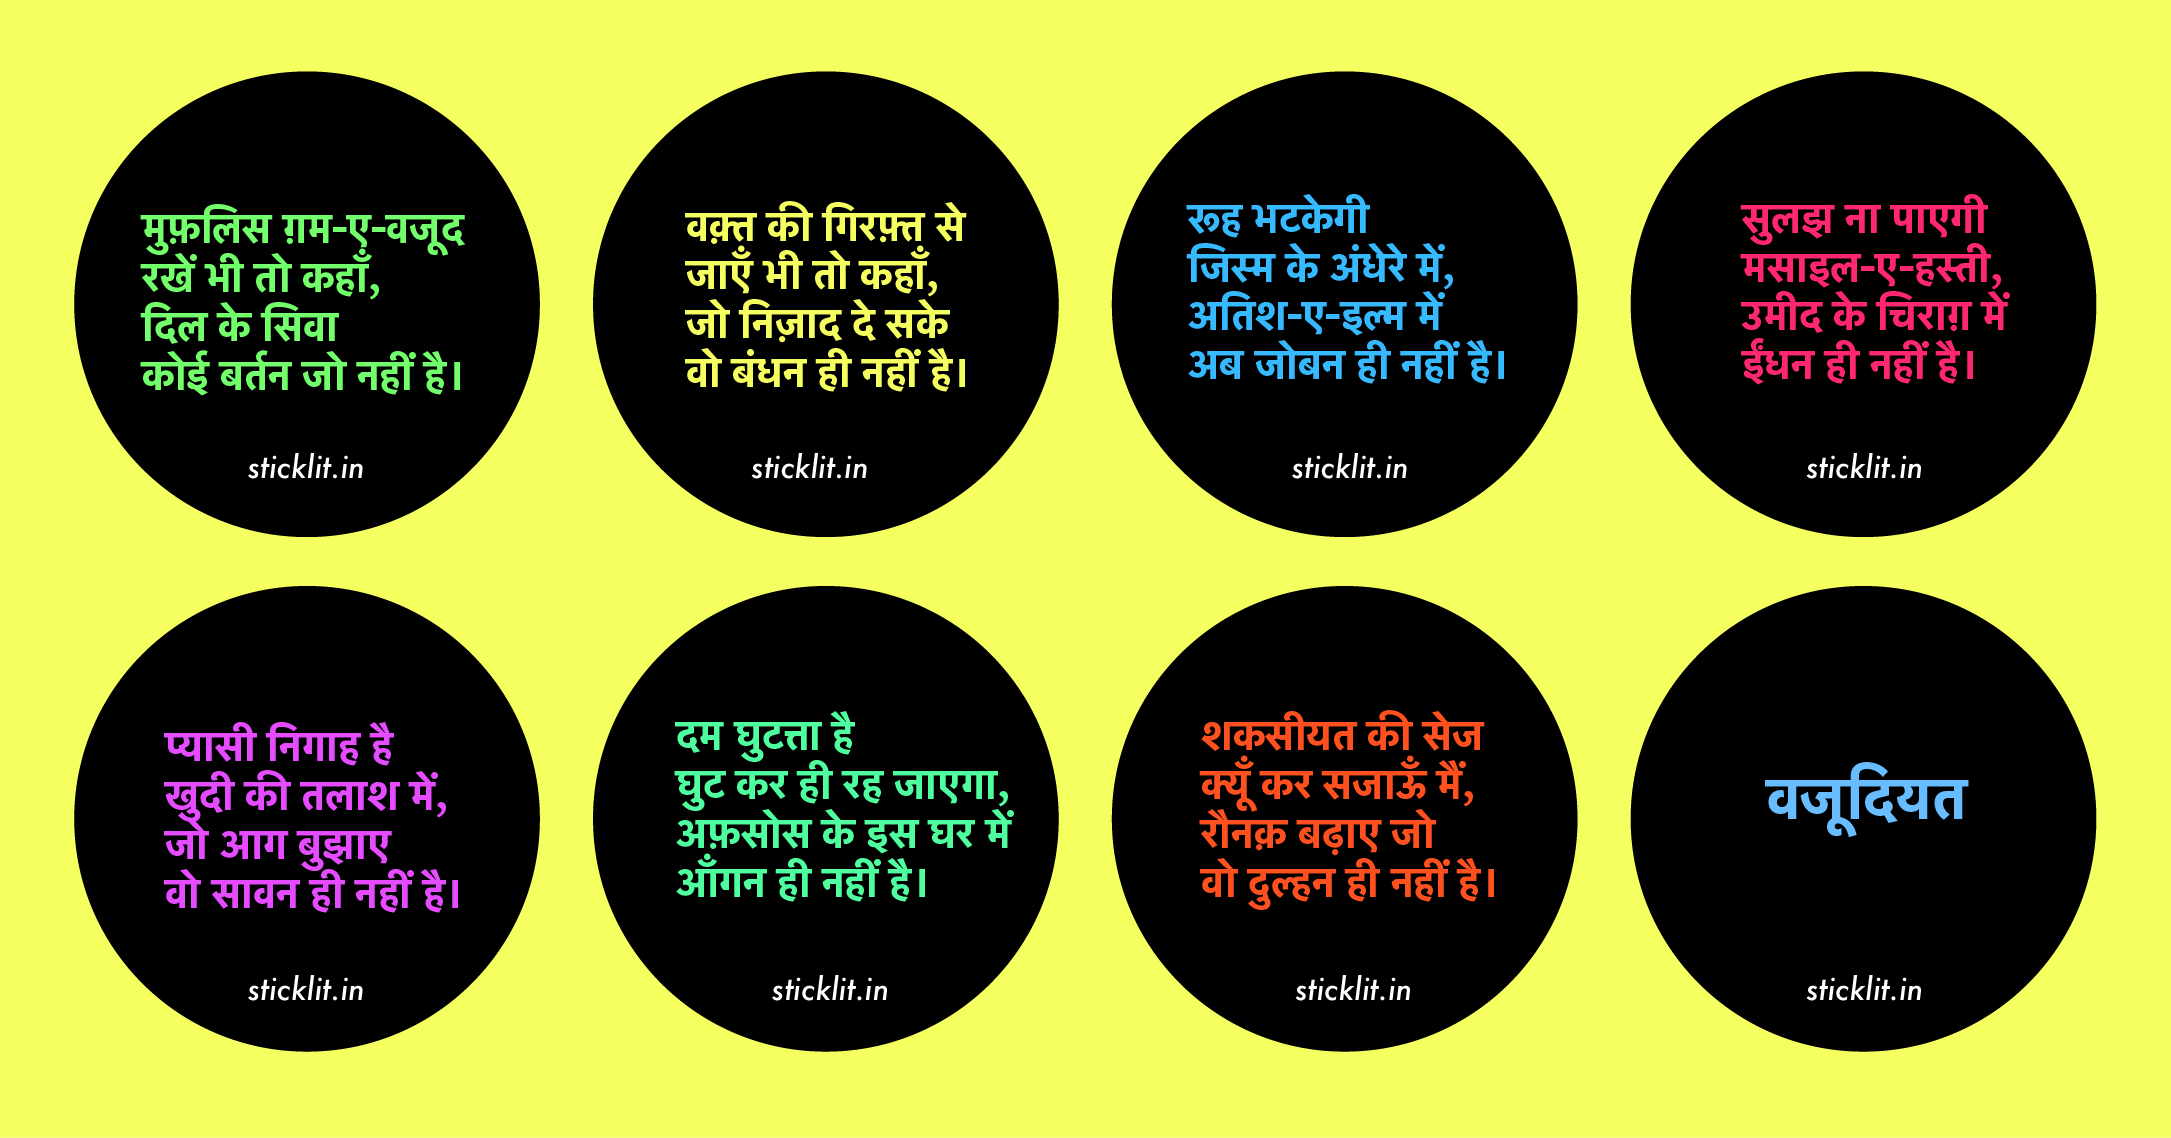 मुफ़लिस ग़म-ए-वजूद
रखें भी तो कहाँ,
दिल के सिवा
कोई बर्तन जो नहीं है।
sticklit.in
वक़्त की गिरफ़्त से
जाएँ भी तो कहाँ,
जो निज़ाद दे सके
वो बंधन ही नहीं है।
sticklit.in
रूह भटकेगी
जिस्म के अंधेरे में,
अतिश-ए-इल्म में
अब जोबन ही नहीं है।
sticklit.in
सुलझ ना पाएगी
मसाइल-ए-हस्ती,
उमीद के चिराग़ में
ईंधन ही नहीं है।
sticklit.in
प्यासी निगाह है
खुदी की तलाश में,
जो आग बुझाए
वो सावन ही नहीं है।
sticklit.in
दम घुटता है
घुट कर ही रह जाएगा,
अफ़सोस के इस घर में
आँगन ही नहीं है।
sticklit.in
शकसीयत की सेज
क्यूँ कर सजाऊँ मैं,
रौनक़ बढ़ाए जो
वो दुल्हन ही नहीं है।
sticklit.in
वजूदियत
sticklit.in